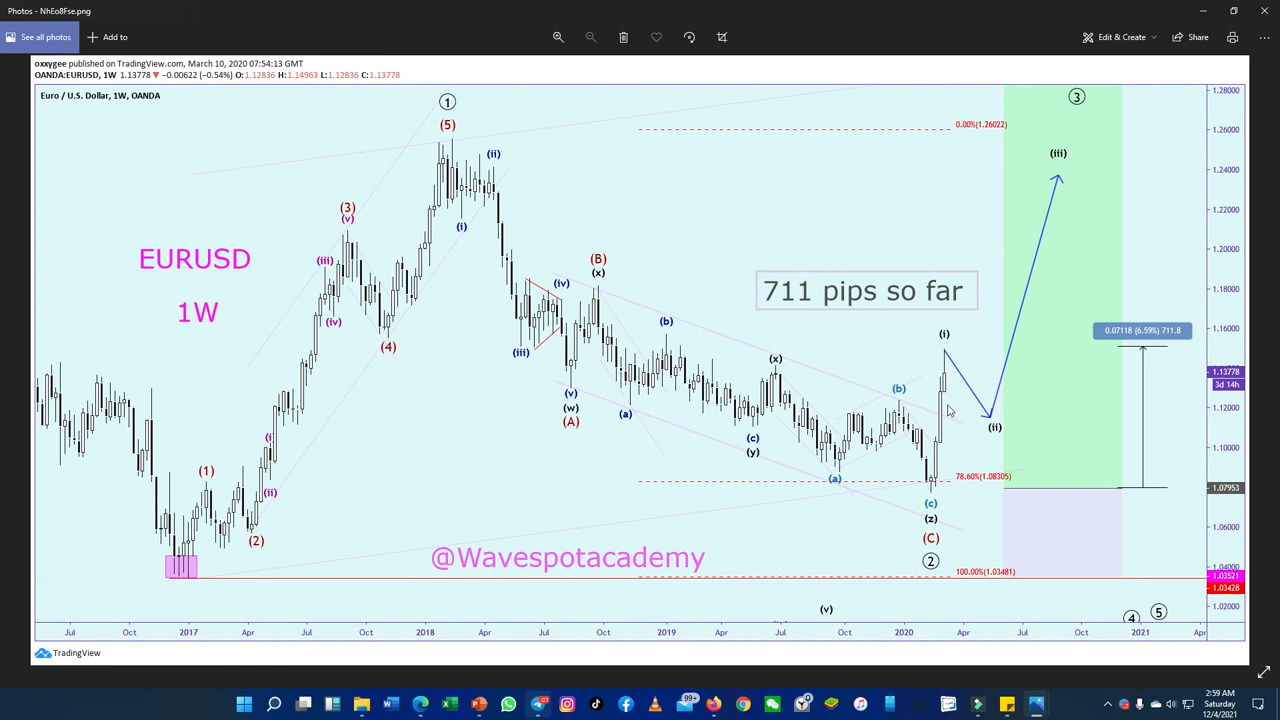 Photos - NhEo8Fse.png
See all photos
Add to
Edit & Create
Share
oxxygee published on TradingView.com, March 10, 2020 07:54:13 GMT
OANDA:EURUSD, 1W 1.13778 ▼ −0.00622 (−0.54%) O:1.12836 H:1.14963 L:1.12836 C:1.13778
Euro / U.S. Dollar, 1W, OANDA
1.28000
1
3
(5)
0.00% (1.26022)
1.26000
(ii)
(iii)
1.24000
(3)
(v)
1.22000
(i)
(iii)
EURUSD
(B)
(x)
1.20000
(iv)
711 pips so far
1.18000
1W
(iv)
(b)
0.07118 (6.59%) 711.8
(i)
1.16000
(4)
(iii)
(x)
1.13778
3d 14h
(b)
(v)
(w)
(a)
1.12000
(A)
(ii)
(i)
(c)
(y)
1.10000
(1)
(a)
78.60% (1.08305)
(ii)
1.07953
(c)
(z)
1.06000
(2)
(C)
@Wavespotacademy
2
100.00% (1.03481)
1.04000
1.03521
1.03428
(v)
4
5
1.02000
Jul Oct 2017 Apr Jul Oct 2018 Apr Jul Oct 2019 Apr Jul Oct 2020 Apr Jul Oct 2021 Apr
TradingView
99+
2:59 AM
Saturday
12/4/2021